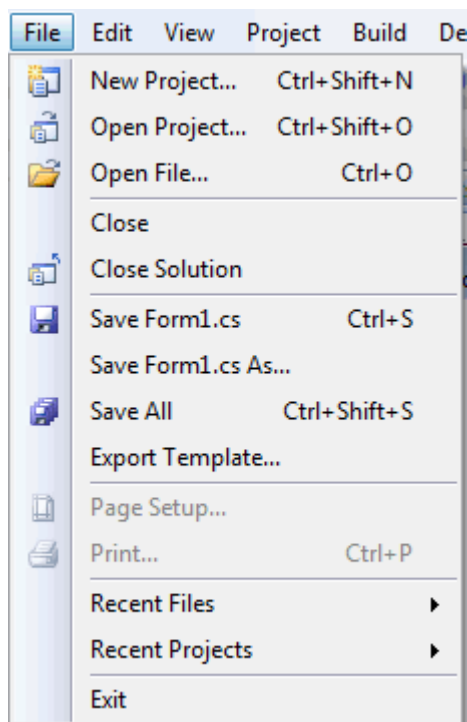 File Edit View Project Build De
New Project... Ctrl+Shift+N
Open Project... Ctrl+Shift+O
Open File... Ctrl+O
Close
Close Solution
Save Form1.cs Ctrl+S
Save Form1.cs As...
Save All Ctrl+Shift+S
Export Template...
Page Setup...
Print... Ctrl+P
Recent Files
Recent Projects
Exit